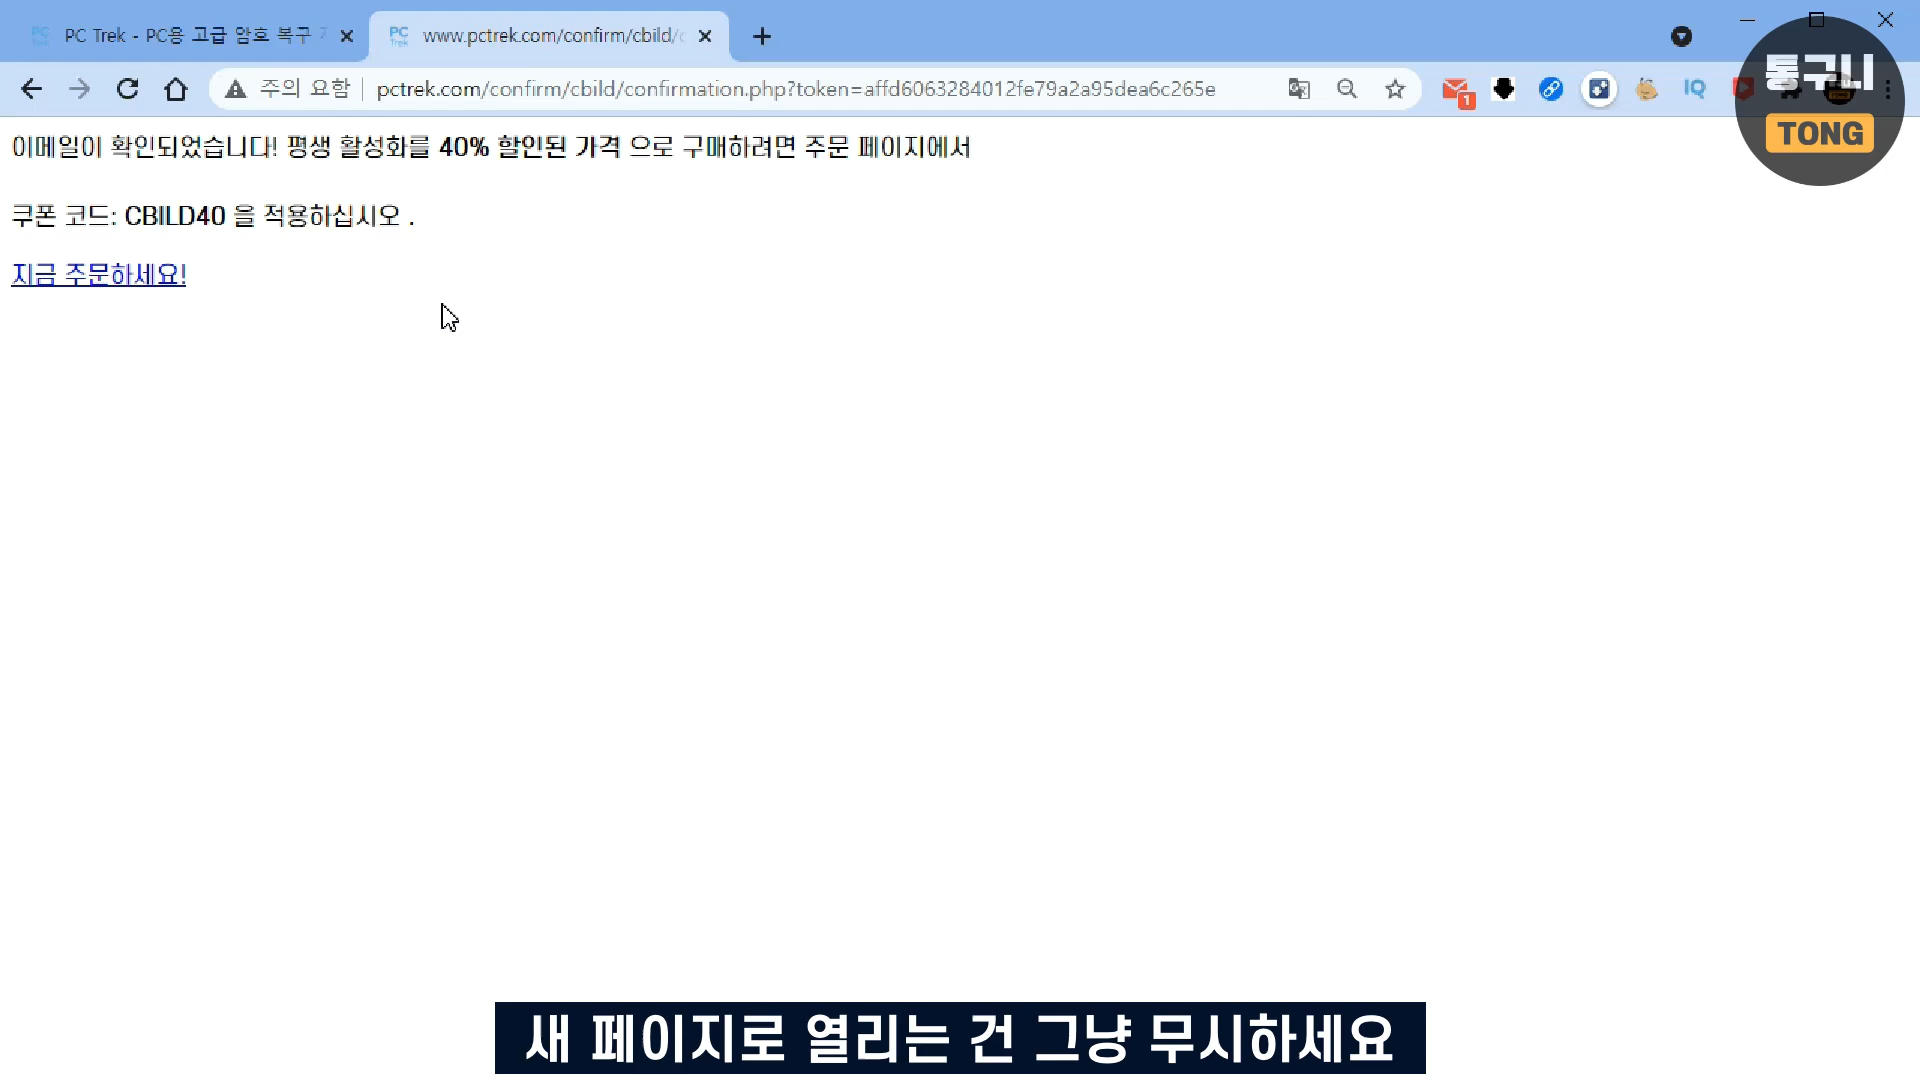 PC Trek - PC용 고급 암호 복구
www.pctrek.com/confirm/cbild/
주의 요함
pctrek.com/confirm/cbild/confirmation.php?token=affd6063284012fe79a2a95dea6c265e
1
IQ
통구니
TONG
이메일이 확인되었습니다! 평생 활성화를 40% 할인된 가격 으로 구매하려면 주문 페이지에서
쿠폰 코드: CBILD40 을 적용하십시오 .
지금 주문하세요!
새 페이지로 열리는 건 그냥 무시하세요